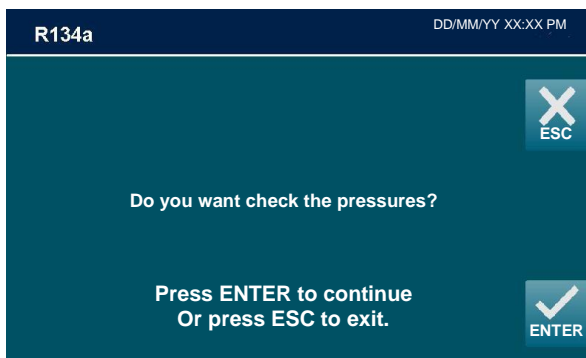 R134a
DD/MM/YY XX:XX PM
ESC
Do you want check the pressures?
Press ENTER to continue
Or press ESC to exit.
ENTER